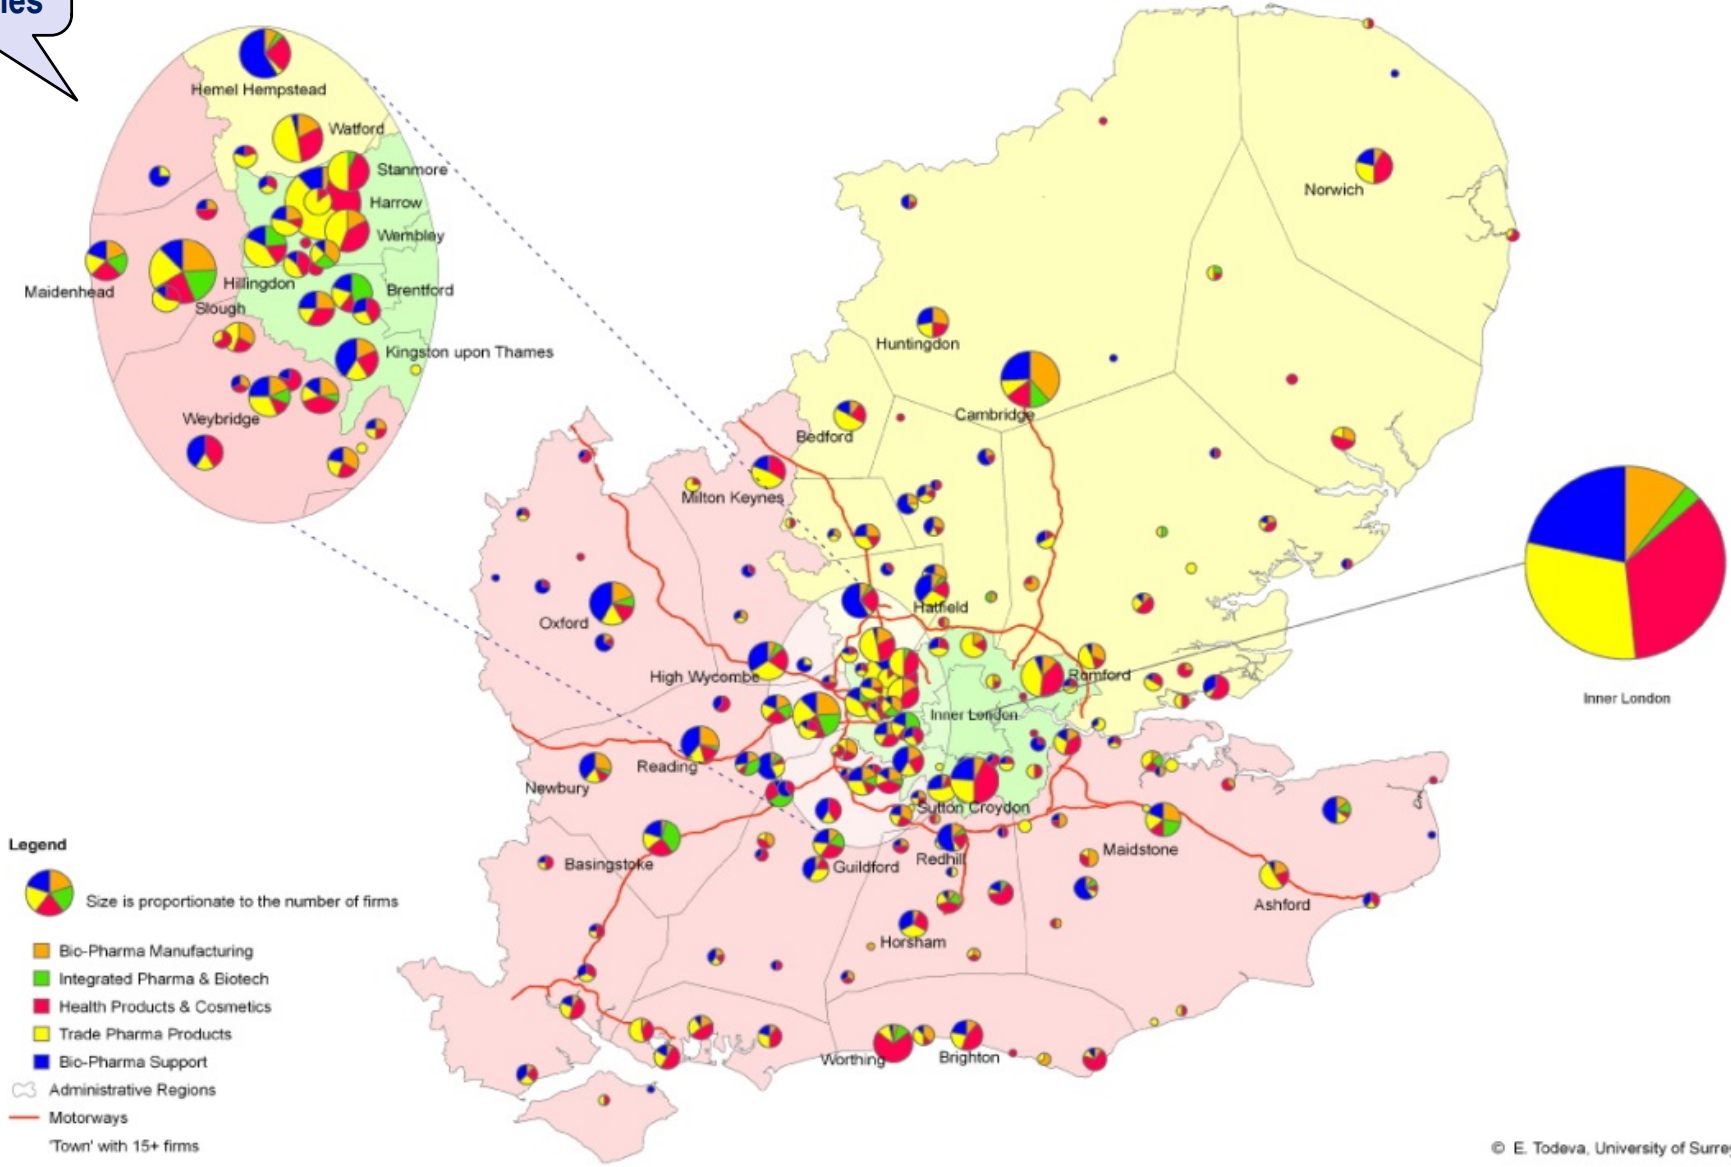 Hemel Hempstead
Watford
Stanmore
Harrow
Wembley
Maidenhead
Hillingdon
Brentford
Slough
Kingston upon Thames
Weybridge
Norwich
Huntingdon
Cambridge
Bedford
Milton Keynes
Oxford
Hatfield
High Wycombe
Romford
Inner London
Inner London
Reading
Newbury
Sutton Croydon
Basingstoke
Guildford
Redhill
Maidstone
Ashford
Horsham
Worthing
Brighton
Legend
Size is proportionate to the number of firms
Bio-Pharma Manufacturing
Integrated Pharma & Biotech
Health Products & Cosmetics
Trade Pharma Products
Bio-Pharma Support
Administrative Regions
Motorways
'Town' with 15+ firms
© E. Todeva, University of Surrey